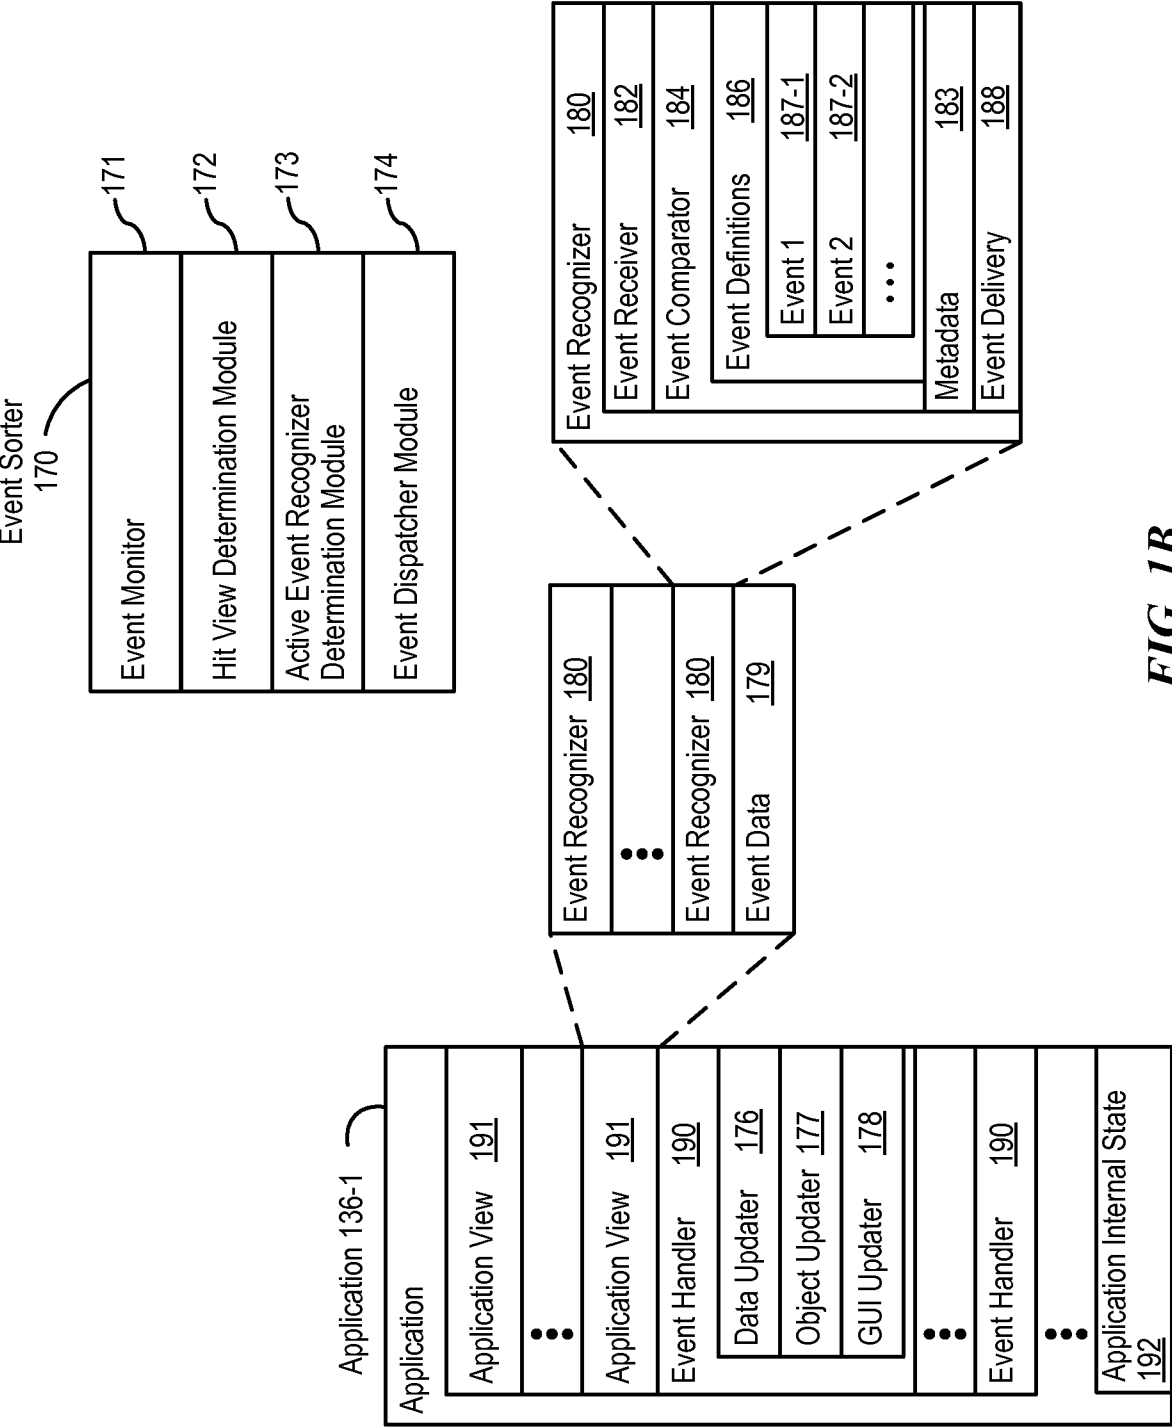 Event Sorter
170
Event Monitor
171
Hit View Determination Module
172
Active Event Recognizer
Determination Module
173
Event Dispatcher Module
174
Application 136-1
Application
Application View 191
•••
Application View 191
Event Handler 190
Data Updater 176
Object Updater 177
GUI Updater 178
•••
Event Handler 190
•••
Application Internal State
192
Event Recognizer 180
•••
Event Recognizer 180
Event Data 179
Event Recognizer 180
Event Receiver 182
Event Comparator 184
Event Definitions 186
Event 1 187-1
Event 2 187-2
•••
Metadata 183
Event Delivery 188
FIG. 1B